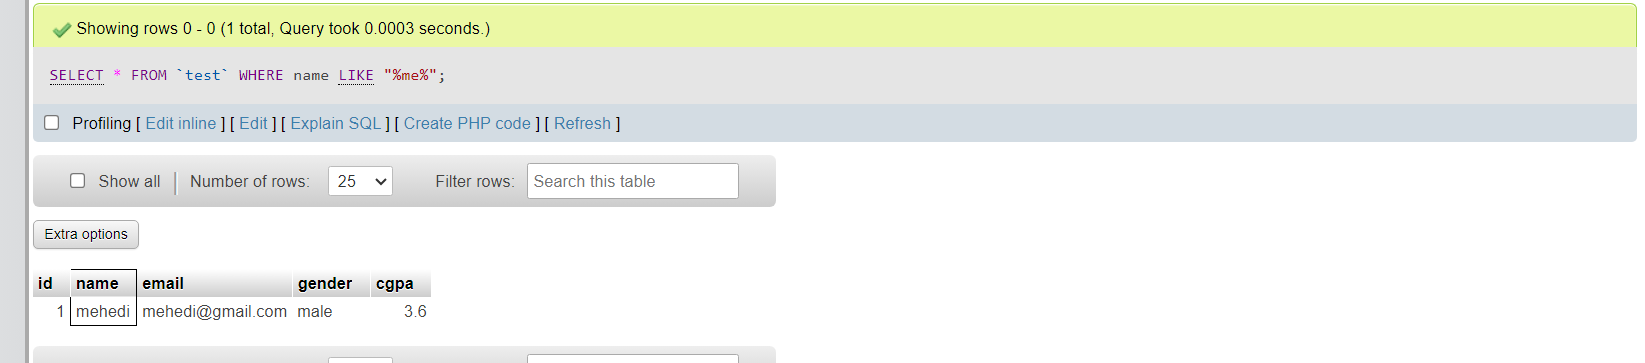 Showing rows 0 - 0 (1 total, Query took 0.0003 seconds.)
SELECT * FROM `test` WHERE name LIKE "%me%";
Profiling [ Edit inline ] [ Edit ] [ Explain SQL ] [ Create PHP code ] [ Refresh ]
Show all Number of rows: 25 Filter rows: Search this table
Extra options
id name email gender cgpa
1 mehedi mehedi@gmail.com male 3.6